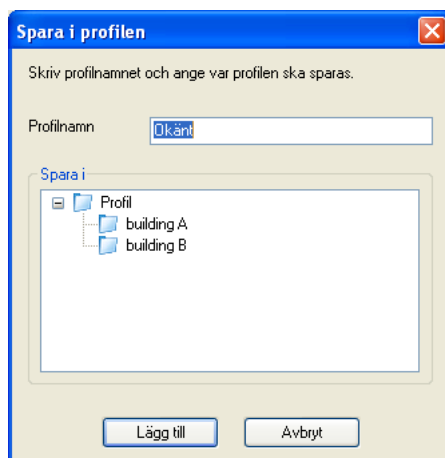 Spara i profilen
Skriv profilnamnet och ange var profilen ska sparas.
Profilnamn Okänt
Spara i
Profil
building A
building B
Lägg till Avbryt